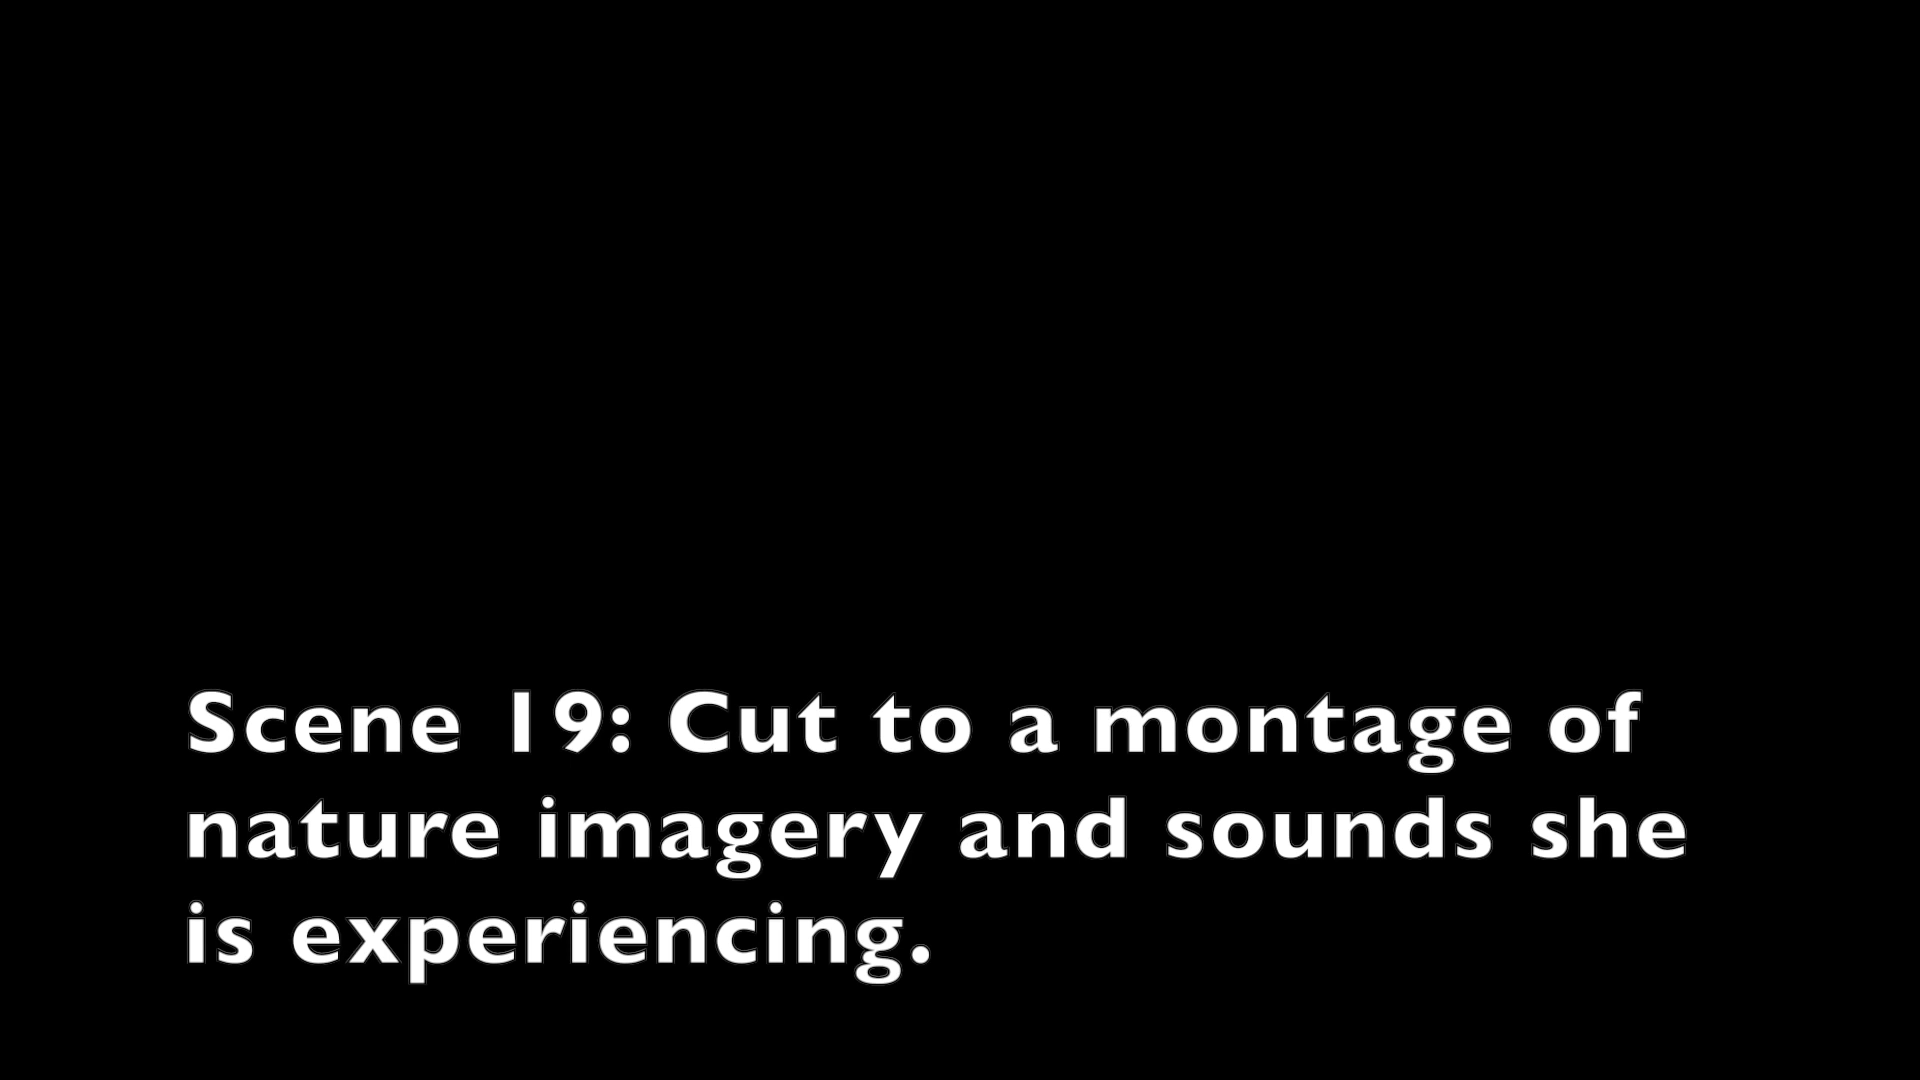 Scene 19: Cut to a montage of
nature imagery and sounds she
is experiencing.